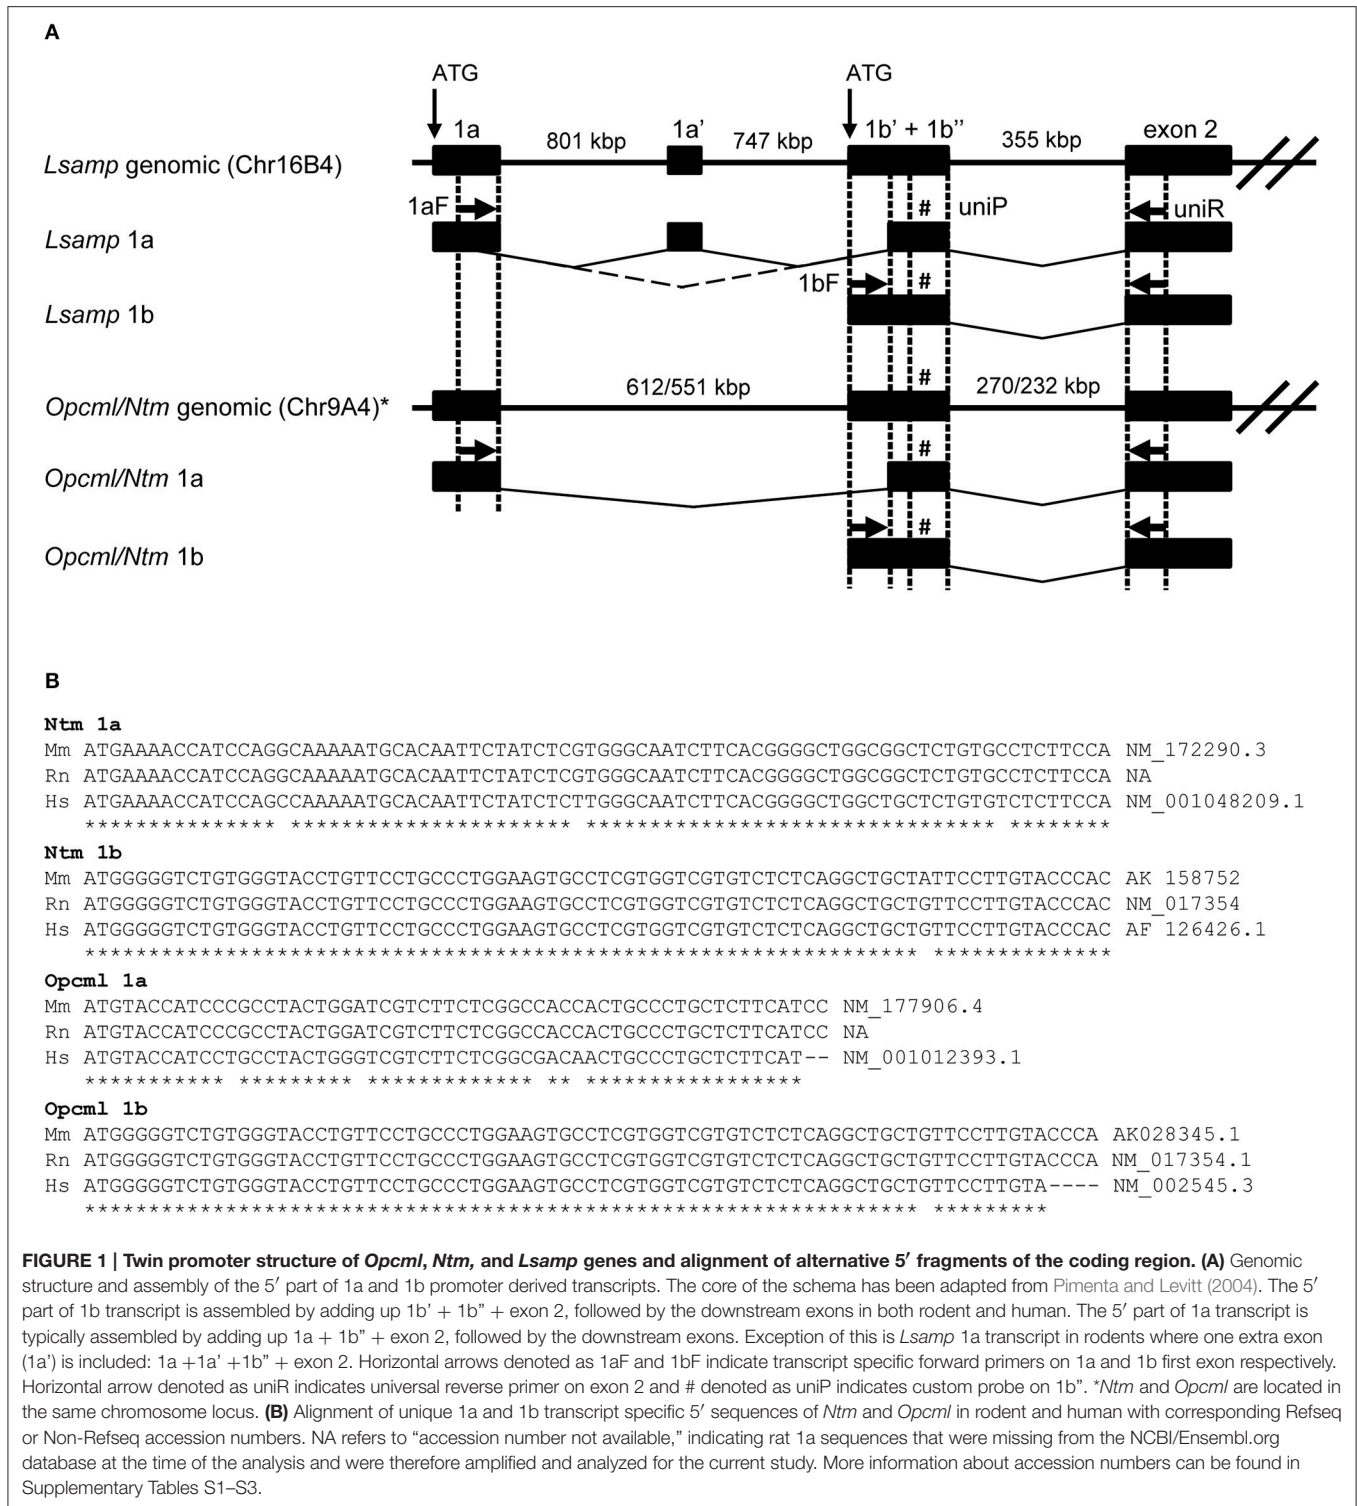 A
ATG ATG
1a 801 kbp 1a' 747 kbp 1b' + 1b” 355 kbp exon 2
Lsamp genomic (Chr16B4)
1aF # uniP uniR
Lsamp 1a
1bF #
Lsamp 1b
#
612/551 kbp 270/232 kbp
Opcml/Ntm genomic (Chr9A4)*
#
Opcml/Ntm 1a
#
Opcml/Ntm 1b
B
Ntm 1a
Mm ATGAAAACCATCCAGGCAAAAATGCACAATTCTATCTCGTGGGCAATCTTCACGGGGCTGGCGGCTCTGTGCCTCTTCCA NM_172290.3
Rn ATGAAAACCATCCAGGCAAAAATGCACAATTCTATCTCGTGGGCAATCTTCACGGGGCTGGCGGCTCTGTGCCTCTTCCA NA
Hs ATGAAAACCATCCAGCCAAAAATGCACAATTCTATCTCTTGGGCAATCTTCACGGGGCTGGCTGCTCTGTGTCTCTTCCA NM_001048209.1
*************** ********************** ******************************** ********
Ntm 1b
Mm ATGGGGGTCTGTGGGTACCTGTTCCTGCCCTGGAAGTGCCTCGTGGTCGTGTCTCTCAGGCTGCTATTCCTTGTACCCAC AK 158752
Rn ATGGGGGTCTGTGGGTACCTGTTCCTGCCCTGGAAGTGCCTCGTGGTCGTGTCTCTCAGGCTGCTGTTCCTTGTACCCAC NM_017354
Hs ATGGGGGTCTGTGGGTACCTGTTCCTGCCCTGGAAGTGCCTCGTGGTCGTGTCTCTCAGGCTGCTGTTCCTTGTACCCAC AF 126426.1
***************************************************************** **************
Opcml 1a
Mm ATGTACCATCCCGCCTACTGGATCGTCTTCTCGGCCACCACTGCCCTGCTCTTCATCC NM_177906.4
Rn ATGTACCATCCCGCCTACTGGATCGTCTTCTCGGCCACCACTGCCCTGCTCTTCATCC NA
Hs ATGTACCATCCTGCCTACTGGGTCGTCTTCTCGGCGACAACTGCCCTGCTCTTCAT-- NM_001012393.1
*********** ********* ************* ** *****************
Opcml 1b
Mm ATGGGGGTCTGTGGGTACCTGTTCCTGCCCTGGAAGTGCCTCGTGGTCGTGTCTCTCAGGCTGCTGTTCCTTGTACCCA AK028345.1
Rn ATGGGGGTCTGTGGGTACCTGTTCCTGCCCTGGAAGTGCCTCGTGGTCGTGTCTCTCAGGCTGCTGTTCCTTGTACCCA NM_017354.1
Hs ATGGGGGTCTGTGGGTACCTGTTCCTGCCCTGGAAGTGCCTCGTGGTCGTGTCTCTCAGGCTGCTGTTCCTTGTA---- NM_002545.3
***************************************************************** *********
FIGURE 1 | Twin promoter structure of Opcml, Ntm, and Lsamp genes and alignment of alternative 5′ fragments of the coding region. (A) Genomic
structure and assembly of the 5′ part of 1a and 1b promoter derived transcripts. The core of the schema has been adapted from Pimenta and Levitt (2004). The 5′
part of 1b transcript is assembled by adding up 1b' + 1b” + exon 2, followed by the downstream exons in both rodent and human. The 5′ part of 1a transcript is
typically assembled by adding up 1a + 1b” + exon 2, followed by the downstream exons. Exception of this is Lsamp 1a transcript in rodents where one extra exon
(1a') is included: 1a +1a' +1b” + exon 2. Horizontal arrows denoted as 1aF and 1bF indicate transcript specific forward primers on 1a and 1b first exon respectively.
Horizontal arrow denoted as uniR indicates universal reverse primer on exon 2 and # denoted as uniP indicates custom probe on 1b”. *Ntm and Opcml are located in
the same chromosome locus. (B) Alignment of unique 1a and 1b transcript specific 5′ sequences of Ntm and Opcml in rodent and human with corresponding Refseq
or Non-Refseq accession numbers. NA refers to “accession number not available,” indicating rat 1a sequences that were missing from the NCBI/Ensembl.org
database at the time of the analysis and were therefore amplified and analyzed for the current study. More information about accession numbers can be found in
Supplementary Tables S1–S3.